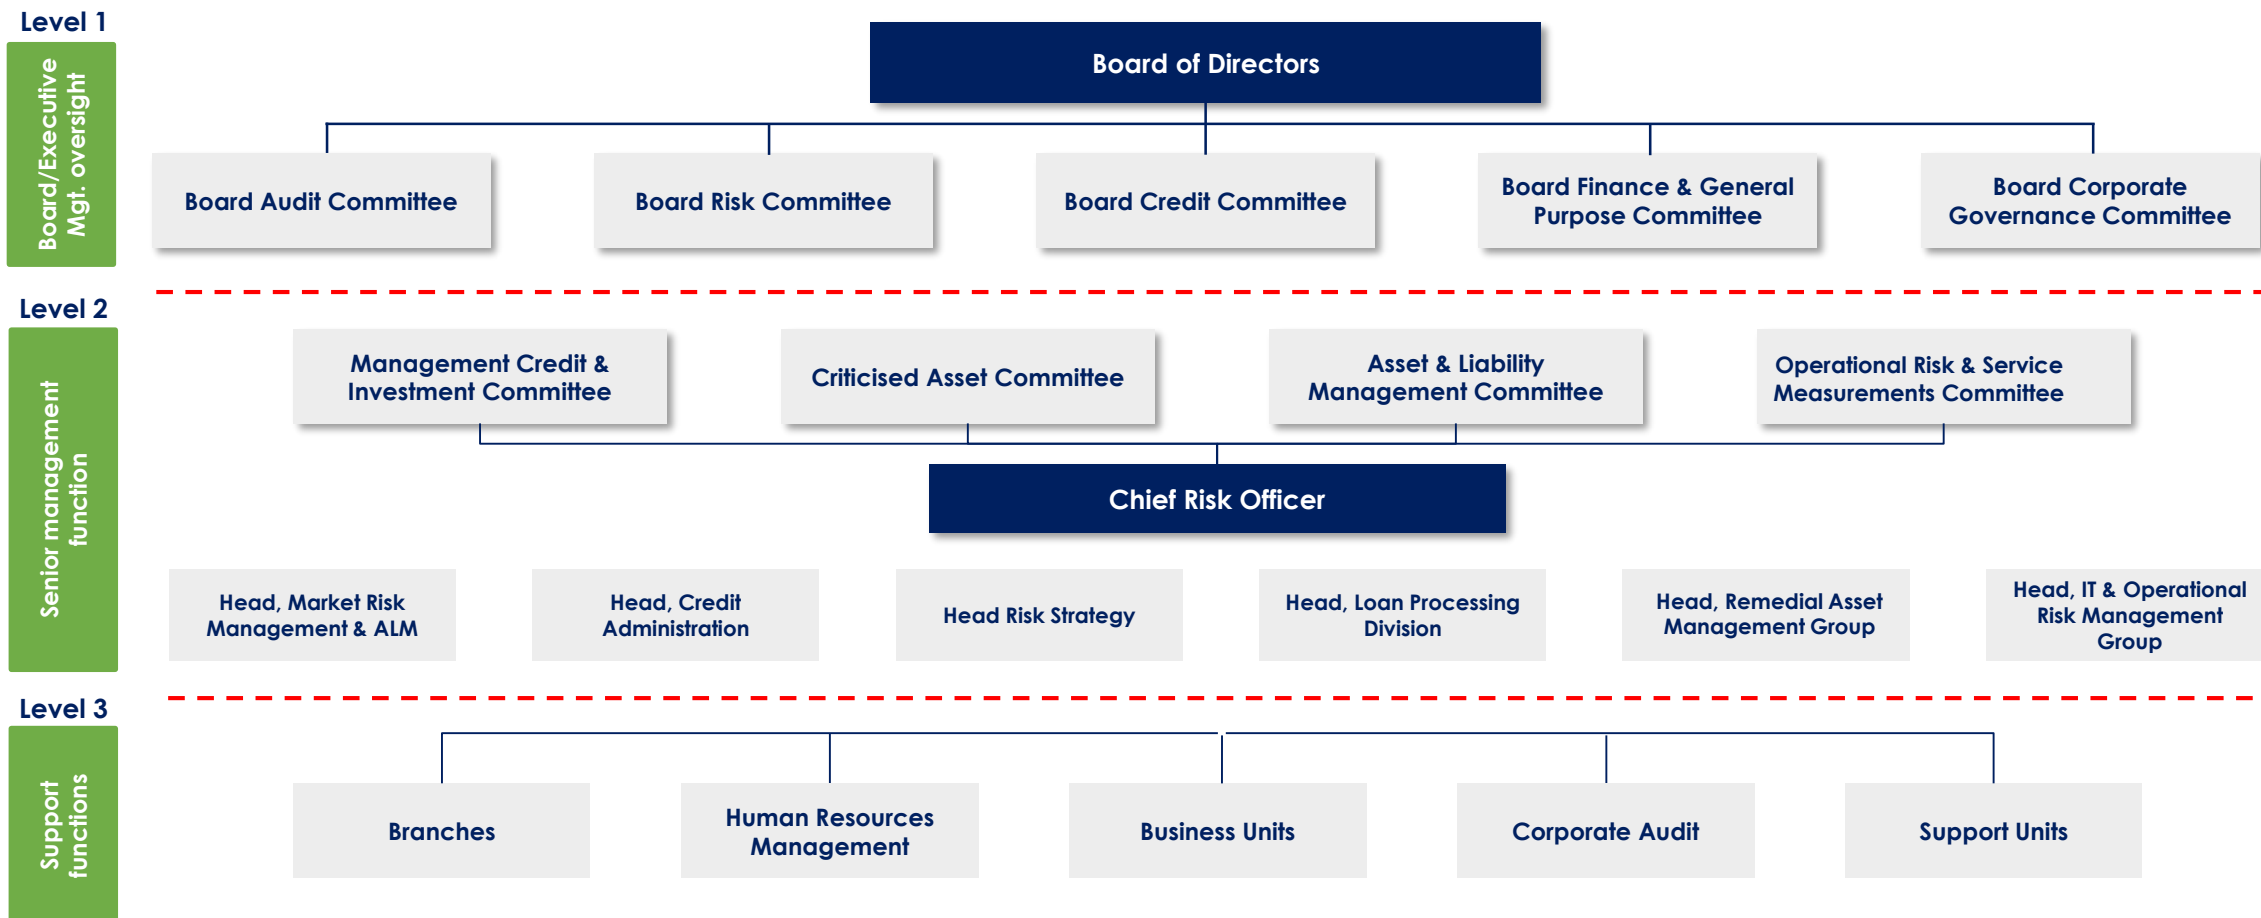 Level 1
Board/Executive
Mgt. oversight
Board of Directors
Board Audit Committee
Board Risk Committee
Board Credit Committee
Board Finance & General
Purpose Committee
Board Corporate
Governance Committee
Level 2
Senior management
function
Management Credit &
Investment Committee
Criticised Asset Committee
Asset & Liability
Management Committee
Operational Risk & Service
Measurements Committee
Chief Risk Officer
Head, Market Risk
Management & ALM
Head, Credit
Administration
Head Risk Strategy
Head, Loan Processing
Division
Head, Remedial Asset
Management Group
Head, IT & Operational
Risk Management
Group
Level 3
Support
functions
Branches
Human Resources
Management
Business Units
Corporate Audit
Support Units